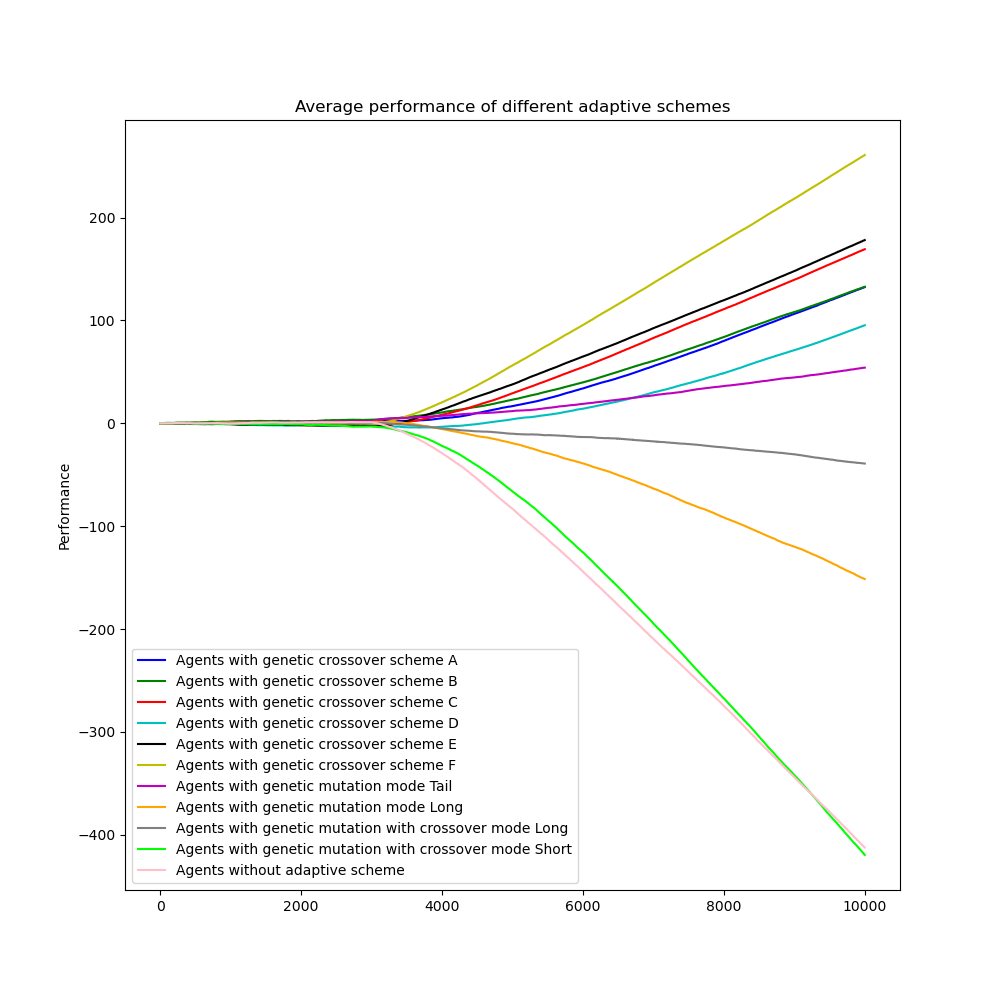 Average performance of different adaptive schemes
Performance
200
100
0
−100
−200
−300
−400
Agents with genetic crossover scheme A
Agents with genetic crossover scheme B
Agents with genetic crossover scheme C
Agents with genetic crossover scheme D
Agents with genetic crossover scheme E
Agents with genetic crossover scheme F
Agents with genetic mutation mode Tail
Agents with genetic mutation mode Long
Agents with genetic mutation with crossover mode Long
Agents with genetic mutation with crossover mode Short
Agents without adaptive scheme
0 2000 4000 6000 8000 10000